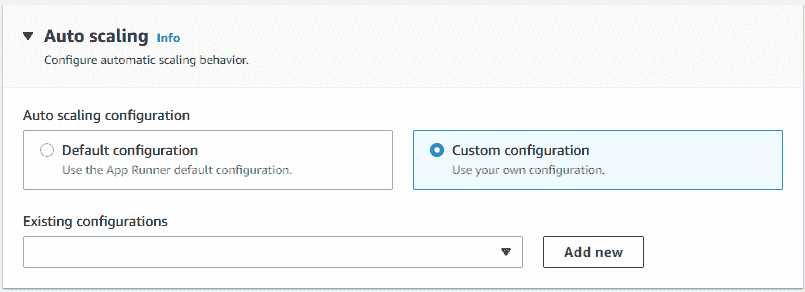 Auto scaling Info
Configure automatic scaling behavior.
Auto scaling configuration
Default configuration
Use the App Runner default configuration.
Custom configuration
Use your own configuration.
Existing configurations
Add new